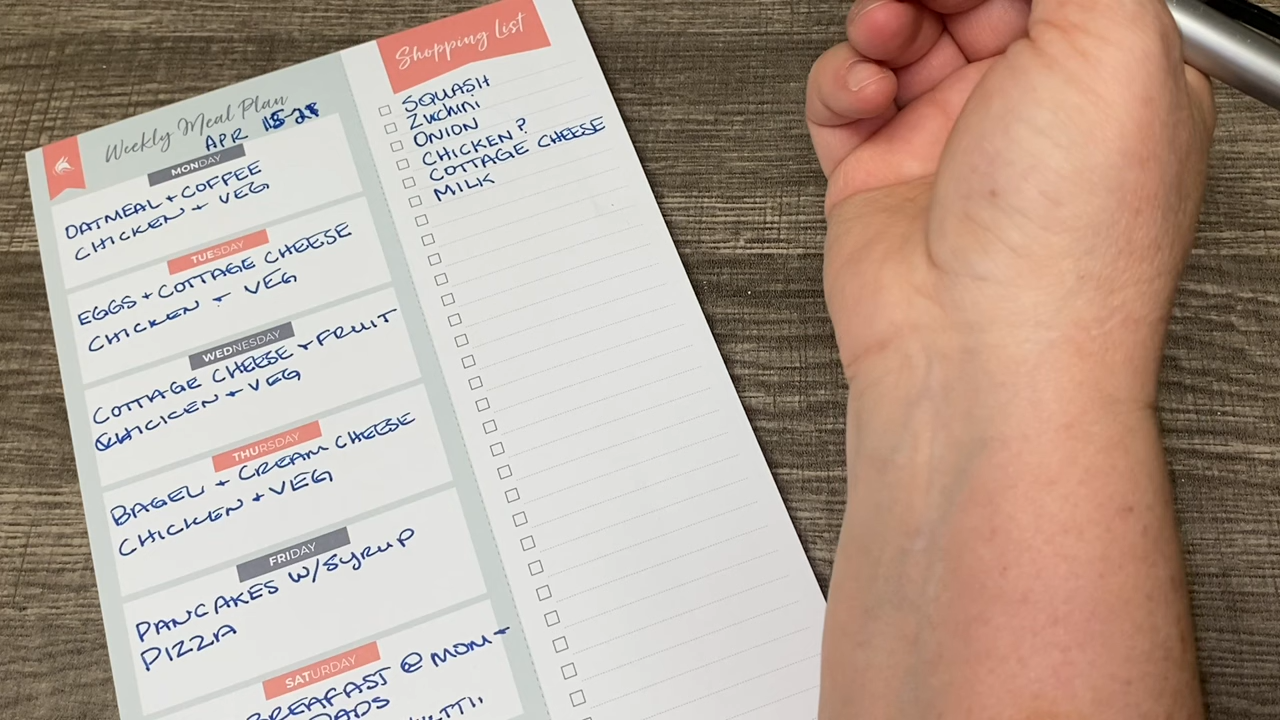 Weekly Meal Plan
APR 15-21
MONDAY
OATMEAL + COFFEE
CHICKEN + VEG
TUESDAY
EGGS + COTTAGE CHEESE
CHICKEN + VEG
WEDNESDAY
COTTAGE CHEESE + FRUIT
CHICKEN + VEG
THURSDAY
BAGEL + CREAM CHEESE
CHICKEN + VEG
FRIDAY
PANCAKES W/SYRUP
PIZZA
SATURDAY
BREAFAST @ MOM +
DADS
Shopping List
SQUASH
ZUCHINI
ONION
CHICKEN?
COTTAGE CHEESE
MILK